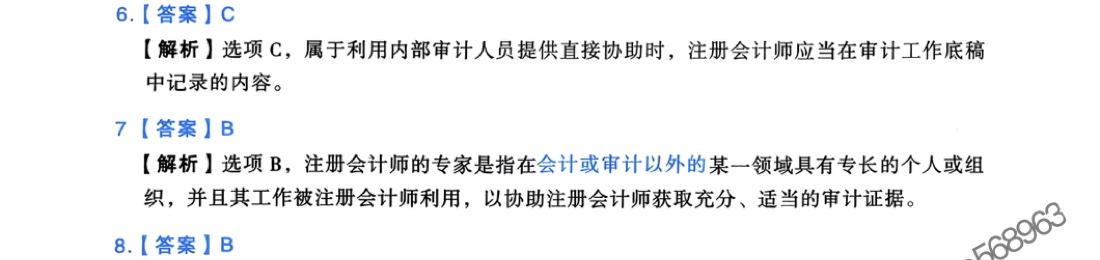 6.【答案】C
【解析】选项 C，属于利用内部审计人员提供直接协助时，注册会计师应当在审计工作底稿
中记录的内容。
7【答案】B
【解析】选项 B，注册会计师的专家是指在会计或审计以外的某一领域具有专长的个人或组
织，并且其工作被注册会计师利用，以协助注册会计师获取充分、适当的审计证据。
8.【答案】B
568963